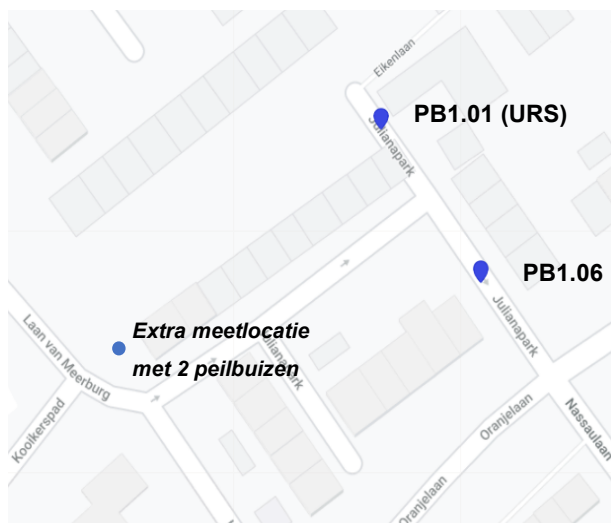 Eikenlaan
PB1.01 (URS)
Julianapark
PB1.06
Julianapark
Extra meetlocatie
met 2 peilbuizen
Julianapark
Laan van Meerburg
Kooikerspad
Oranjelaan
Nassaulaan
Oranjelaan